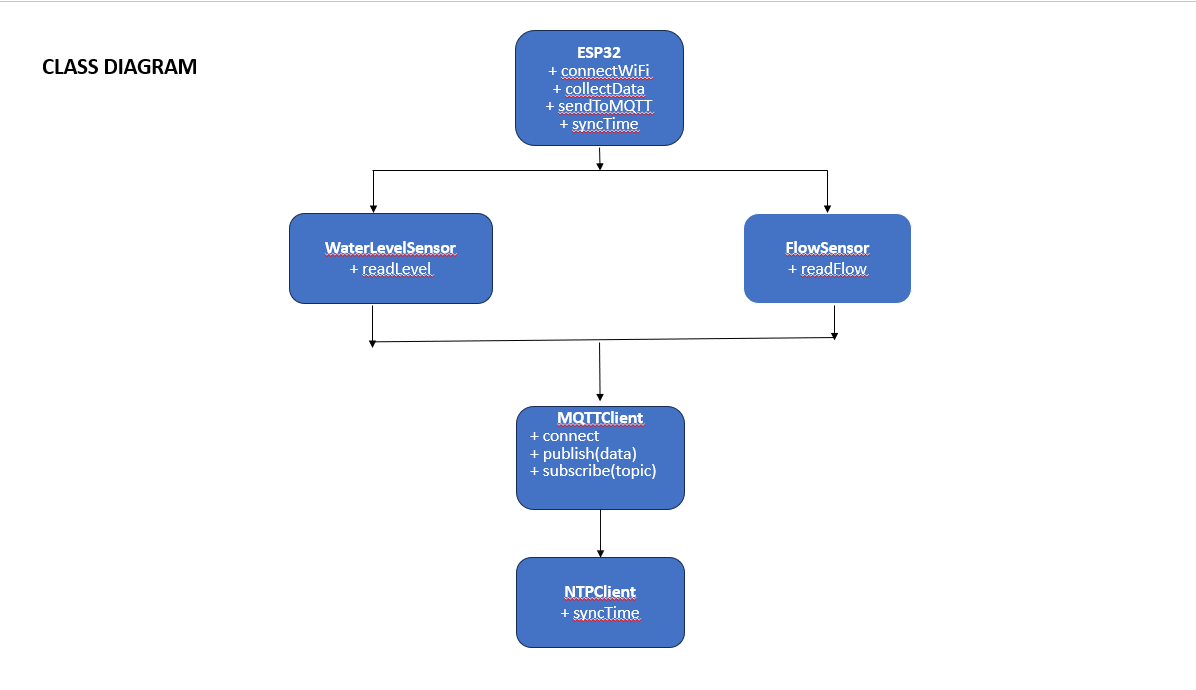 CLASS DIAGRAM
ESP32
+ connectWiFi
+ collectData
+ sendToMQTT
+ syncTime
WaterLevelSensor
+ readLevel
FlowSensor
+ readFlow
MQTTClient
+ connect
+ publish(data)
+ subscribe(topic)
NTPClient
+ syncTime